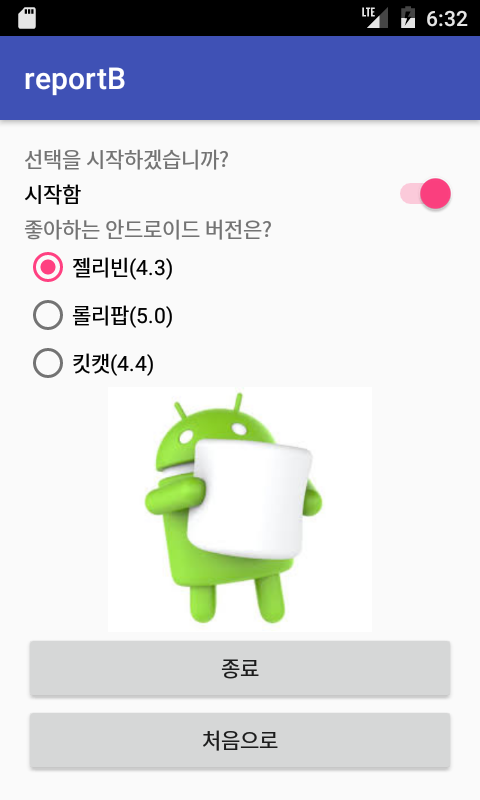 LTE 6:32
reportB
선택을 시작하겠습니까?
시작함
좋아하는 안드로이드 버전은?
젤리빈(4.3)
롤리팝(5.0)
킷캣(4.4)
종료
처음으로